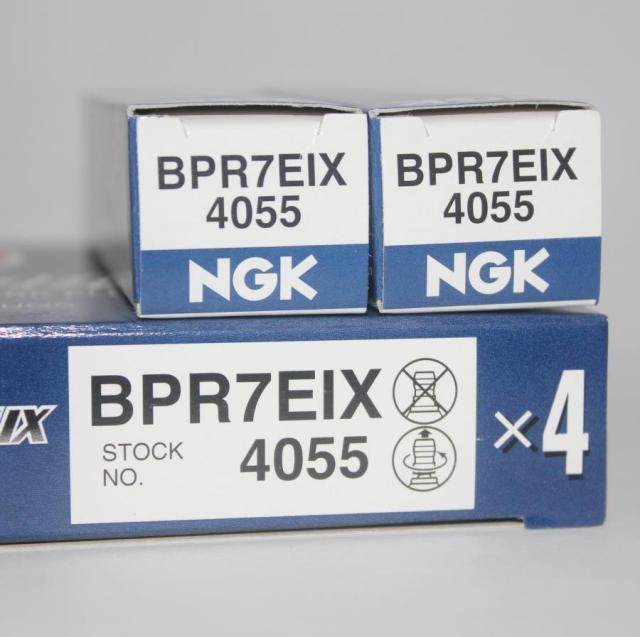 BPR7EIX
4055
NGK
BPR7EIX
4055
NGK
BPR7EIX
STOCK NO. 4055
×4
IX